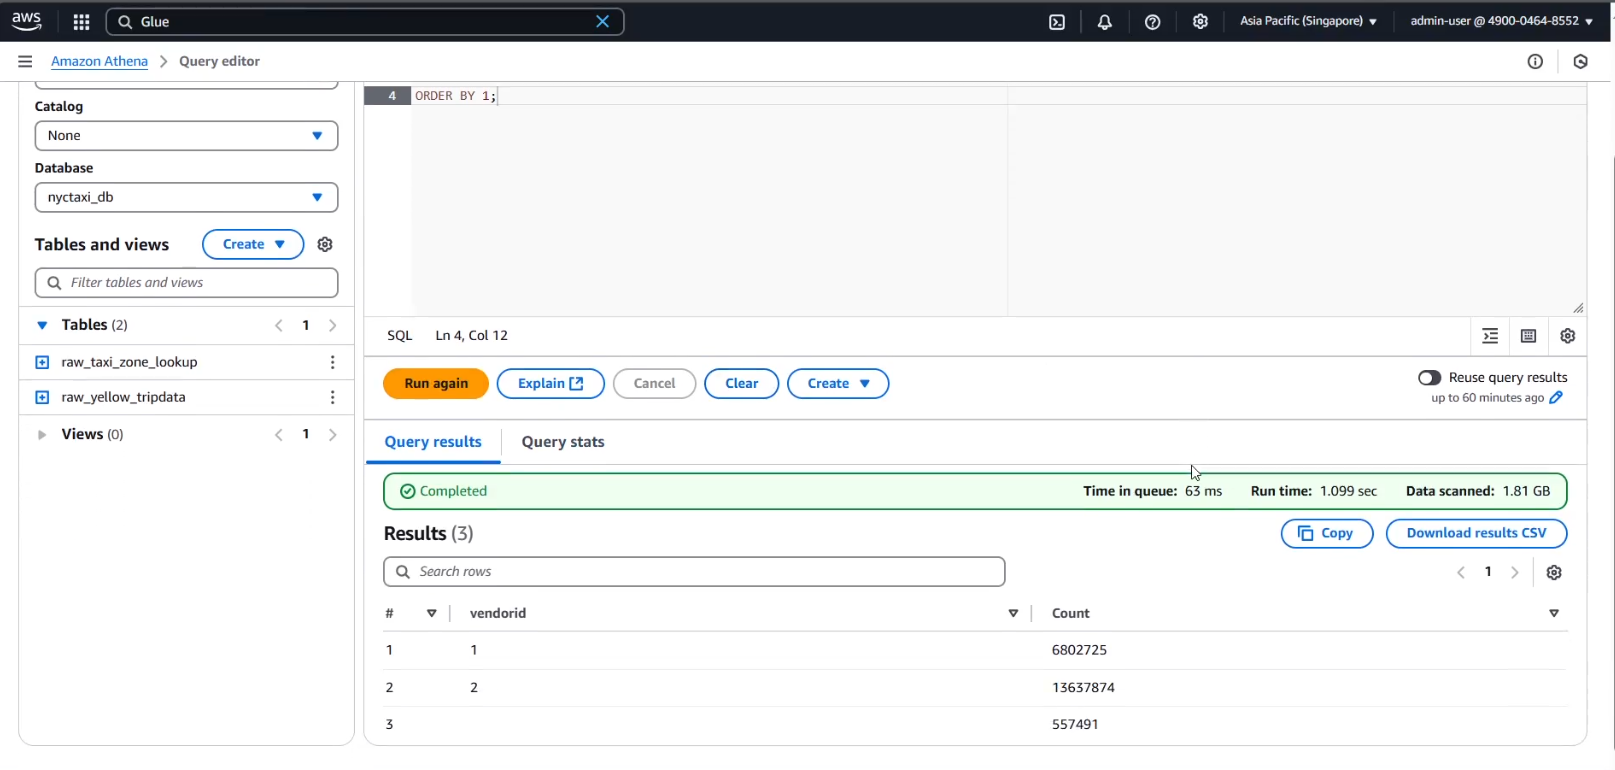 aws
Glue
Asia Pacific (Singapore)
admin-user @ 4900-0464-8552
Amazon Athena
Query editor
Catalog
None
Database
nyctaxi_db
Tables and views
Create
Filter tables and views
Tables (2)
1
raw_taxi_zone_lookup
raw_yellow_tripdata
Views (0)
1
4 ORDER BY 1;
SQL Ln 4, Col 12
Run again
Explain
Cancel
Clear
Create
Reuse query results
up to 60 minutes ago
Query results
Query stats
Completed
Time in queue: 63 ms
Run time: 1.099 sec
Data scanned: 1.81 GB
Results (3)
Copy
Download results CSV
Search rows
1
# vendorid Count
1 1 6802725
2 2 13637874
3 557491